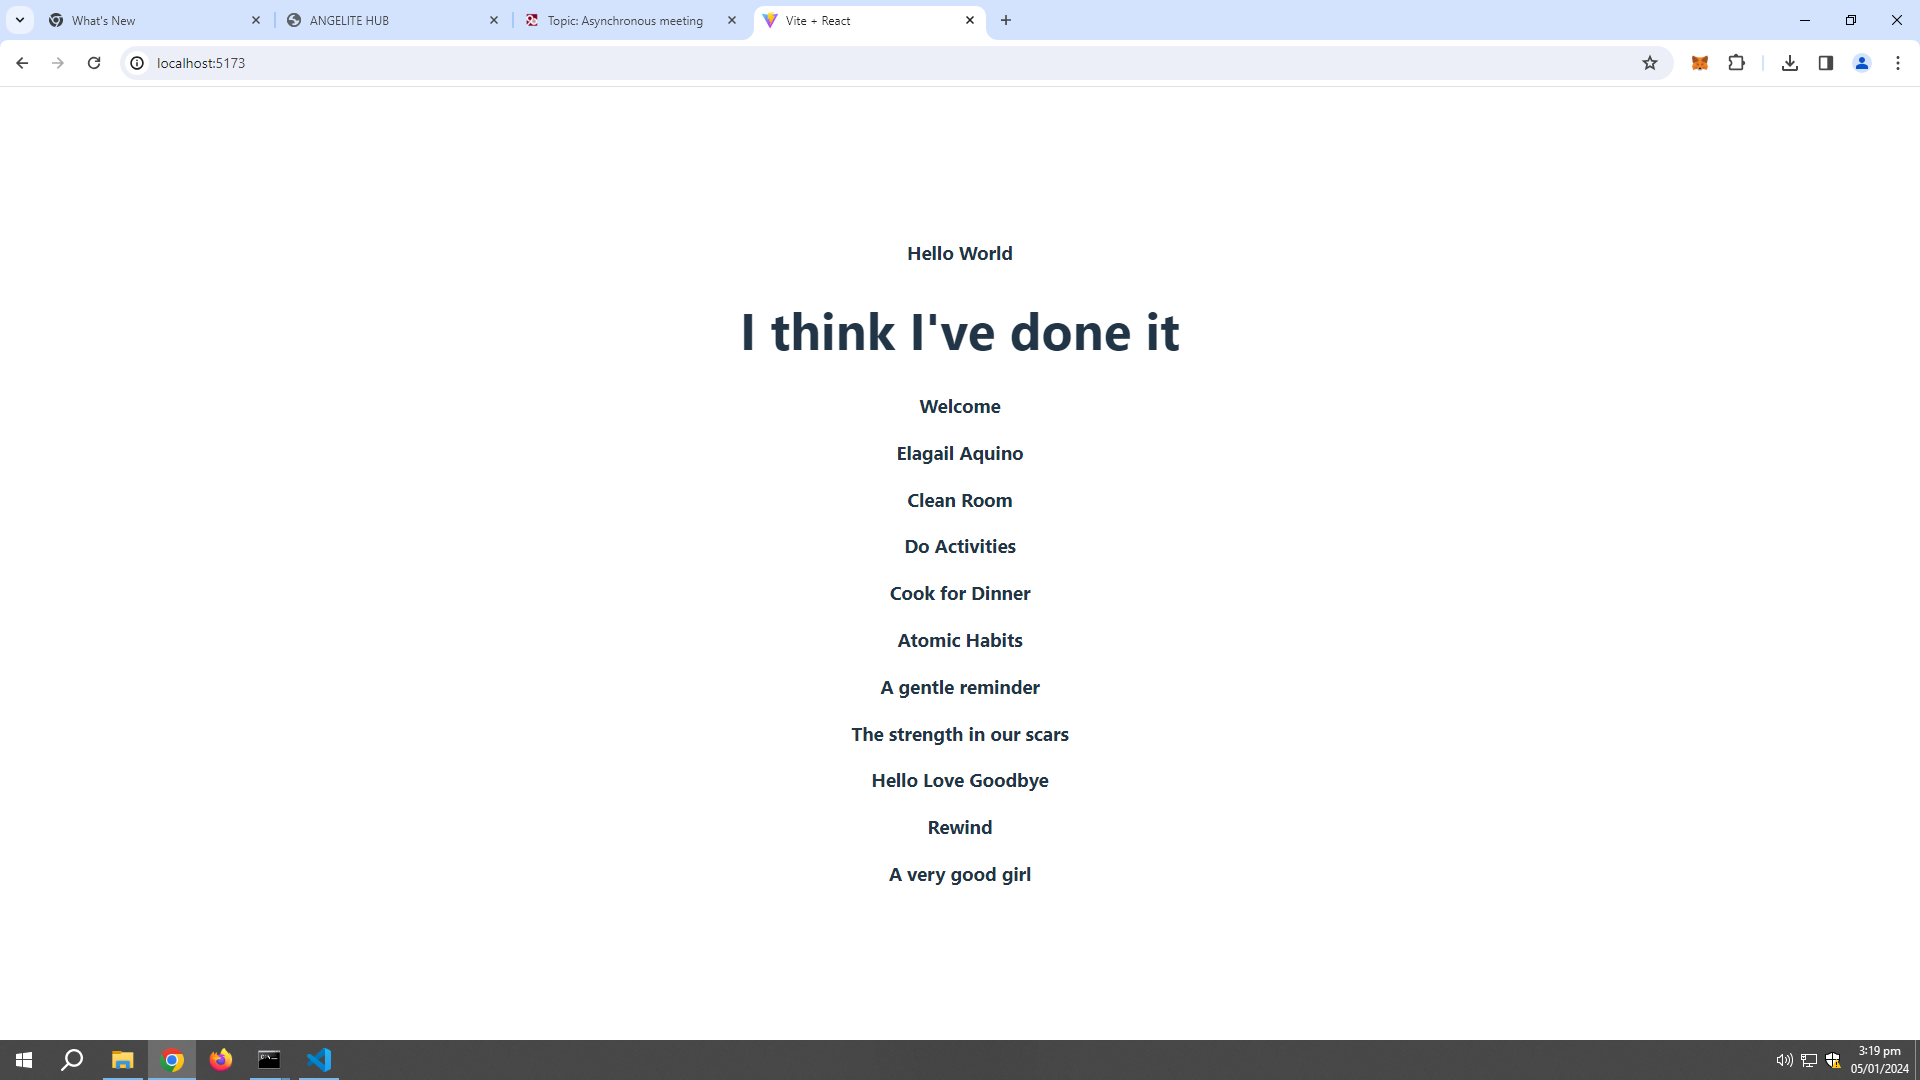 What's New
ANGELITE HUB
Topic: Asynchronous meeting
Vite + React
localhost:5173
Hello World
I think I've done it
Welcome
Elagail Aquino
Clean Room
Do Activities
Cook for Dinner
Atomic Habits
A gentle reminder
The strength in our scars
Hello Love Goodbye
Rewind
A very good girl
3:19 pm
05/01/2024